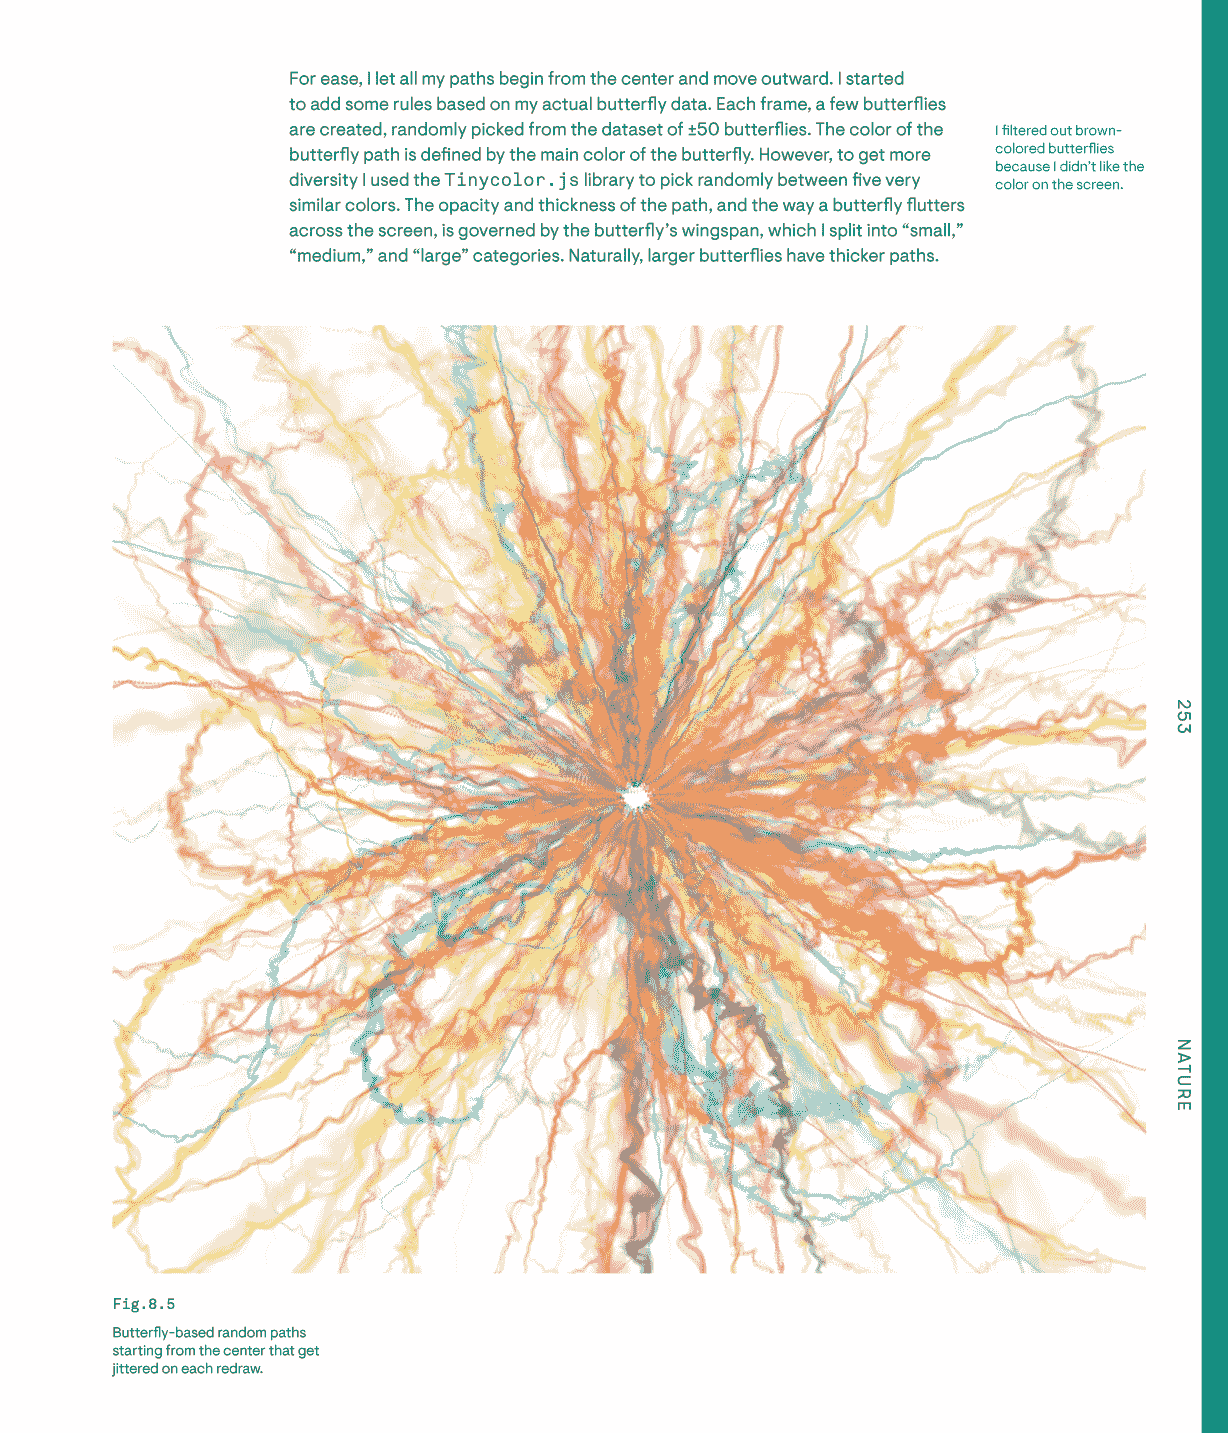 For ease, I let all my paths begin from the center and move outward. I started
to add some rules based on my actual butterfly data. Each frame, a few butterflies
are created, randomly picked from the dataset of ±50 butterflies. The color of the
butterfly path is defined by the main color of the butterfly. However, to get more
diversity I used the Tinycolor.js library to pick randomly between five very
similar colors. The opacity and thickness of the path, and the way a butterfly flutters
across the screen, is governed by the butterfly's wingspan, which I split into “small,”
“medium,” and “large” categories. Naturally, larger butterflies have thicker paths.
I filtered out brown-
colored butterflies
because I didn't like the
color on the screen.
253
NATURE
Fig.8.5
Butterfly-based random paths
starting from the center that get
jittered on each redraw.